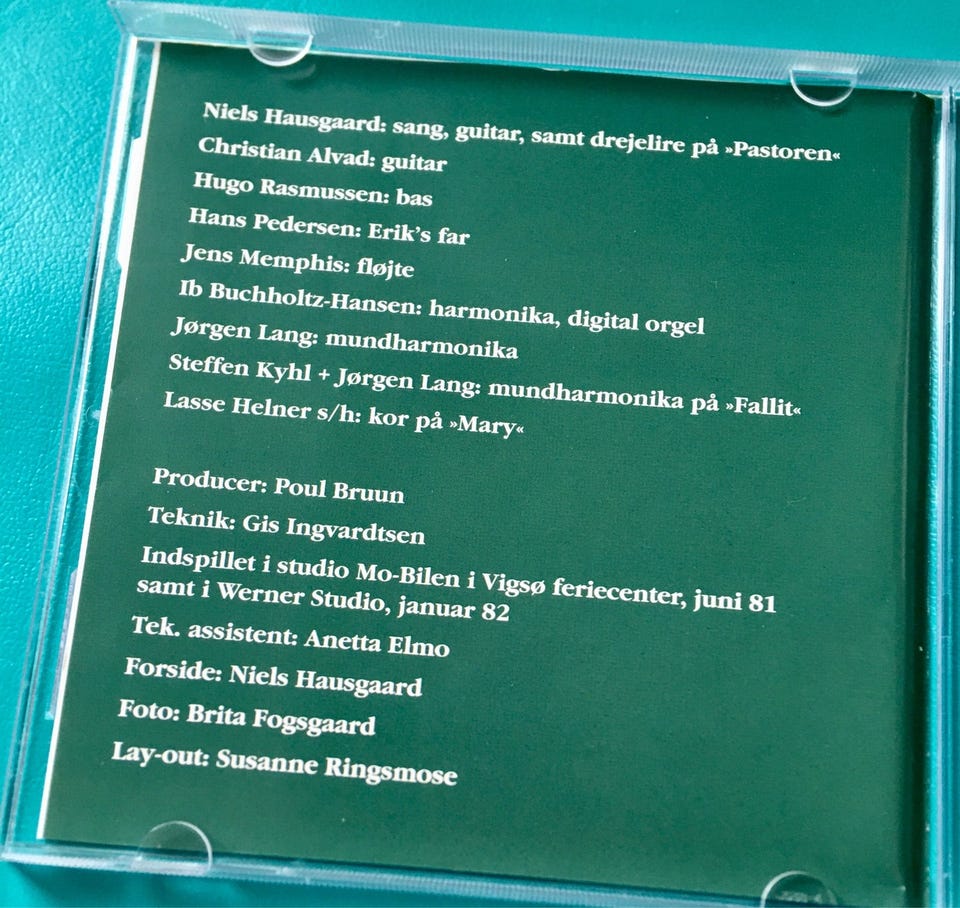 Niels Hausgaard: sang, guitar, samt drejelire på »Pastoren«
Christian Alvad: guitar
Hugo Rasmussen: bas
Hans Pedersen: Erik's far
Jens Memphis: fløjte
Ib Buchholtz-Hansen: harmonika, digital orgel
Jørgen Lang: mundharmonika
Steffen Kyhl + Jørgen Lang: mundharmonika på »Fallit«
Lasse Helner s/h: kor på »Mary«
Producer: Poul Bruun
Teknik: Gis Ingvardtsen
Indspillet i studio Mo-Bilen i Vigsø feriecenter, juni 81
samt i Werner Studio, januar 82
Tek. assistent: Anetta Elmo
Forside: Niels Hausgaard
Foto: Brita Fogsgaard
Lay-out: Susanne Ringsmose